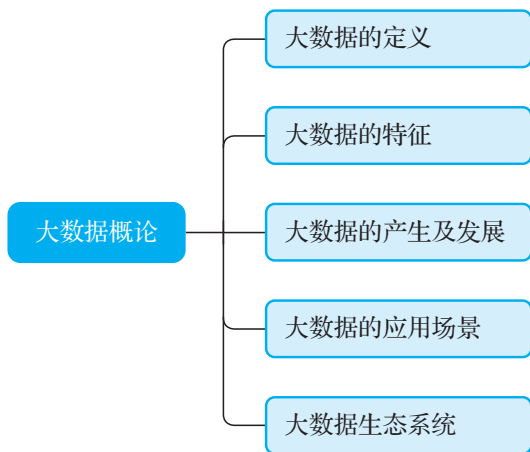 大数据的定义
大数据的特征
大数据概论
大数据的产生及发展
大数据的应用场景
大数据生态系统